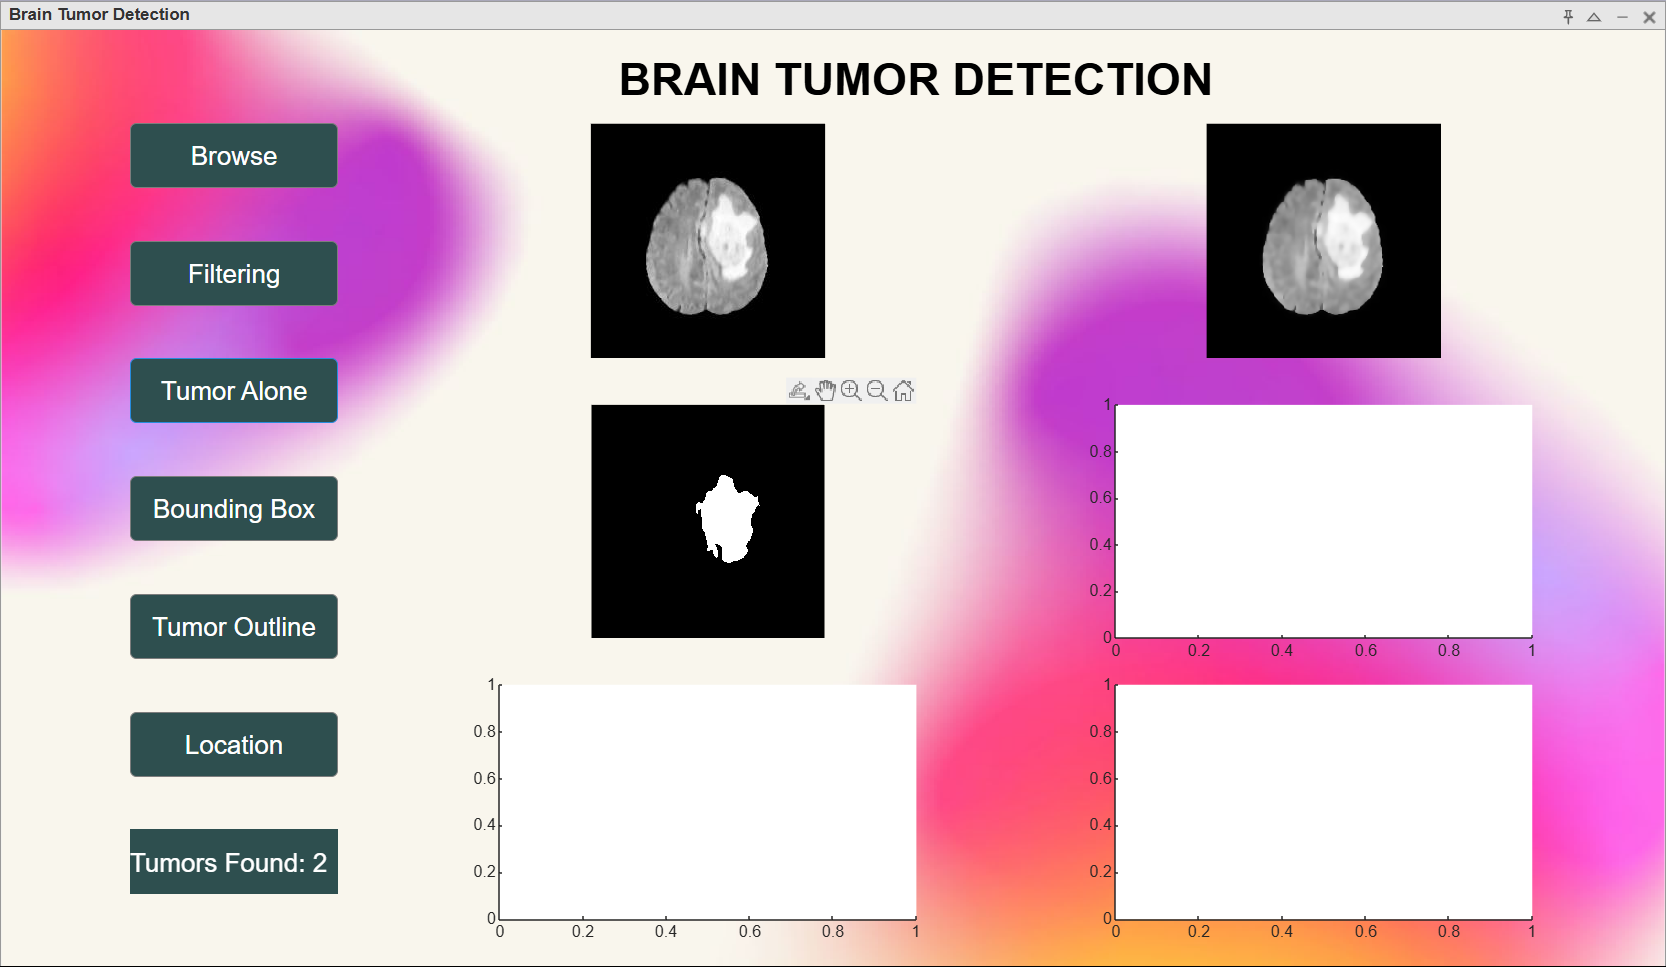 Brain Tumor Detection
BRAIN TUMOR DETECTION
Browse
Filtering
Tumor Alone
Bounding Box
Tumor Outline
Location
Tumors Found: 2
1
0.8
0.6
0.4
0.2
0
0 0.2 0.4 0.6 0.8 1
1
0.8
0.6
0.4
0.2
0
0 0.2 0.4 0.6 0.8 1
1
0.8
0.6
0.4
0.2
0
0 0.2 0.4 0.6 0.8 1